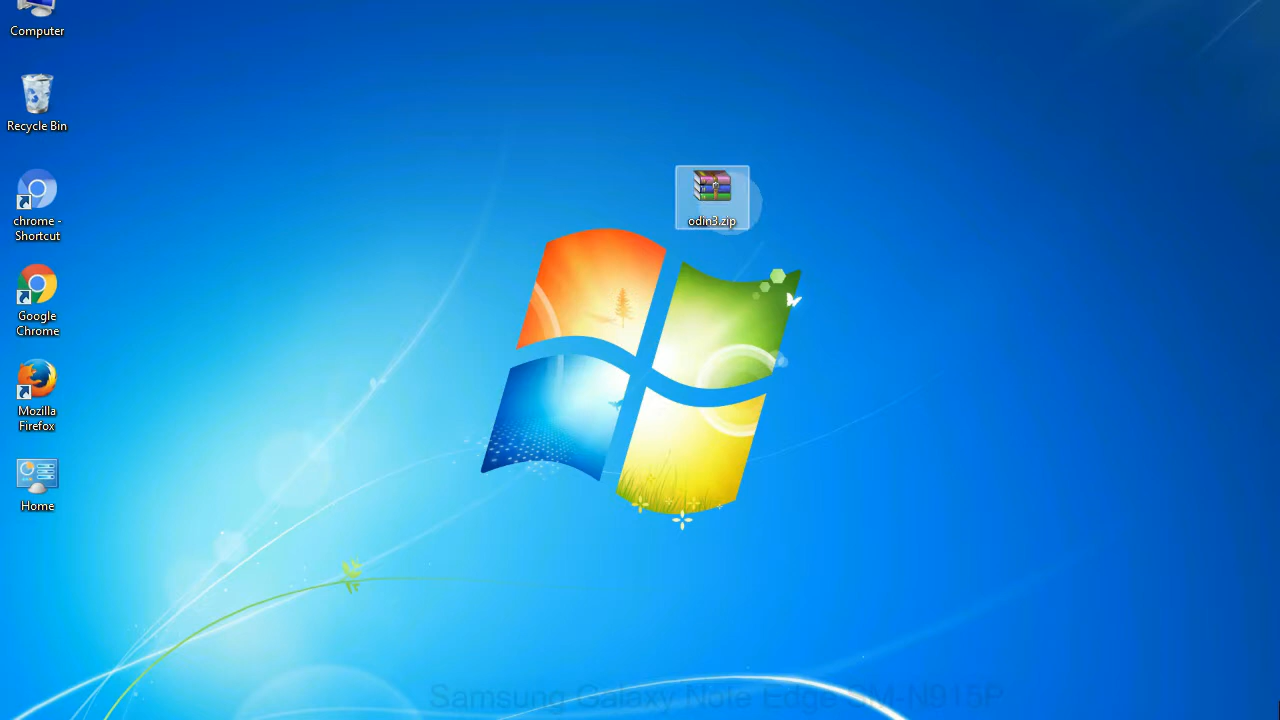 Computer
Recycle Bin
chrome -
Shortcut
Google
Chrome
Mozilla
Firefox
Home
odin3.zip
Samsung Galaxy Note Edge SM-N915P